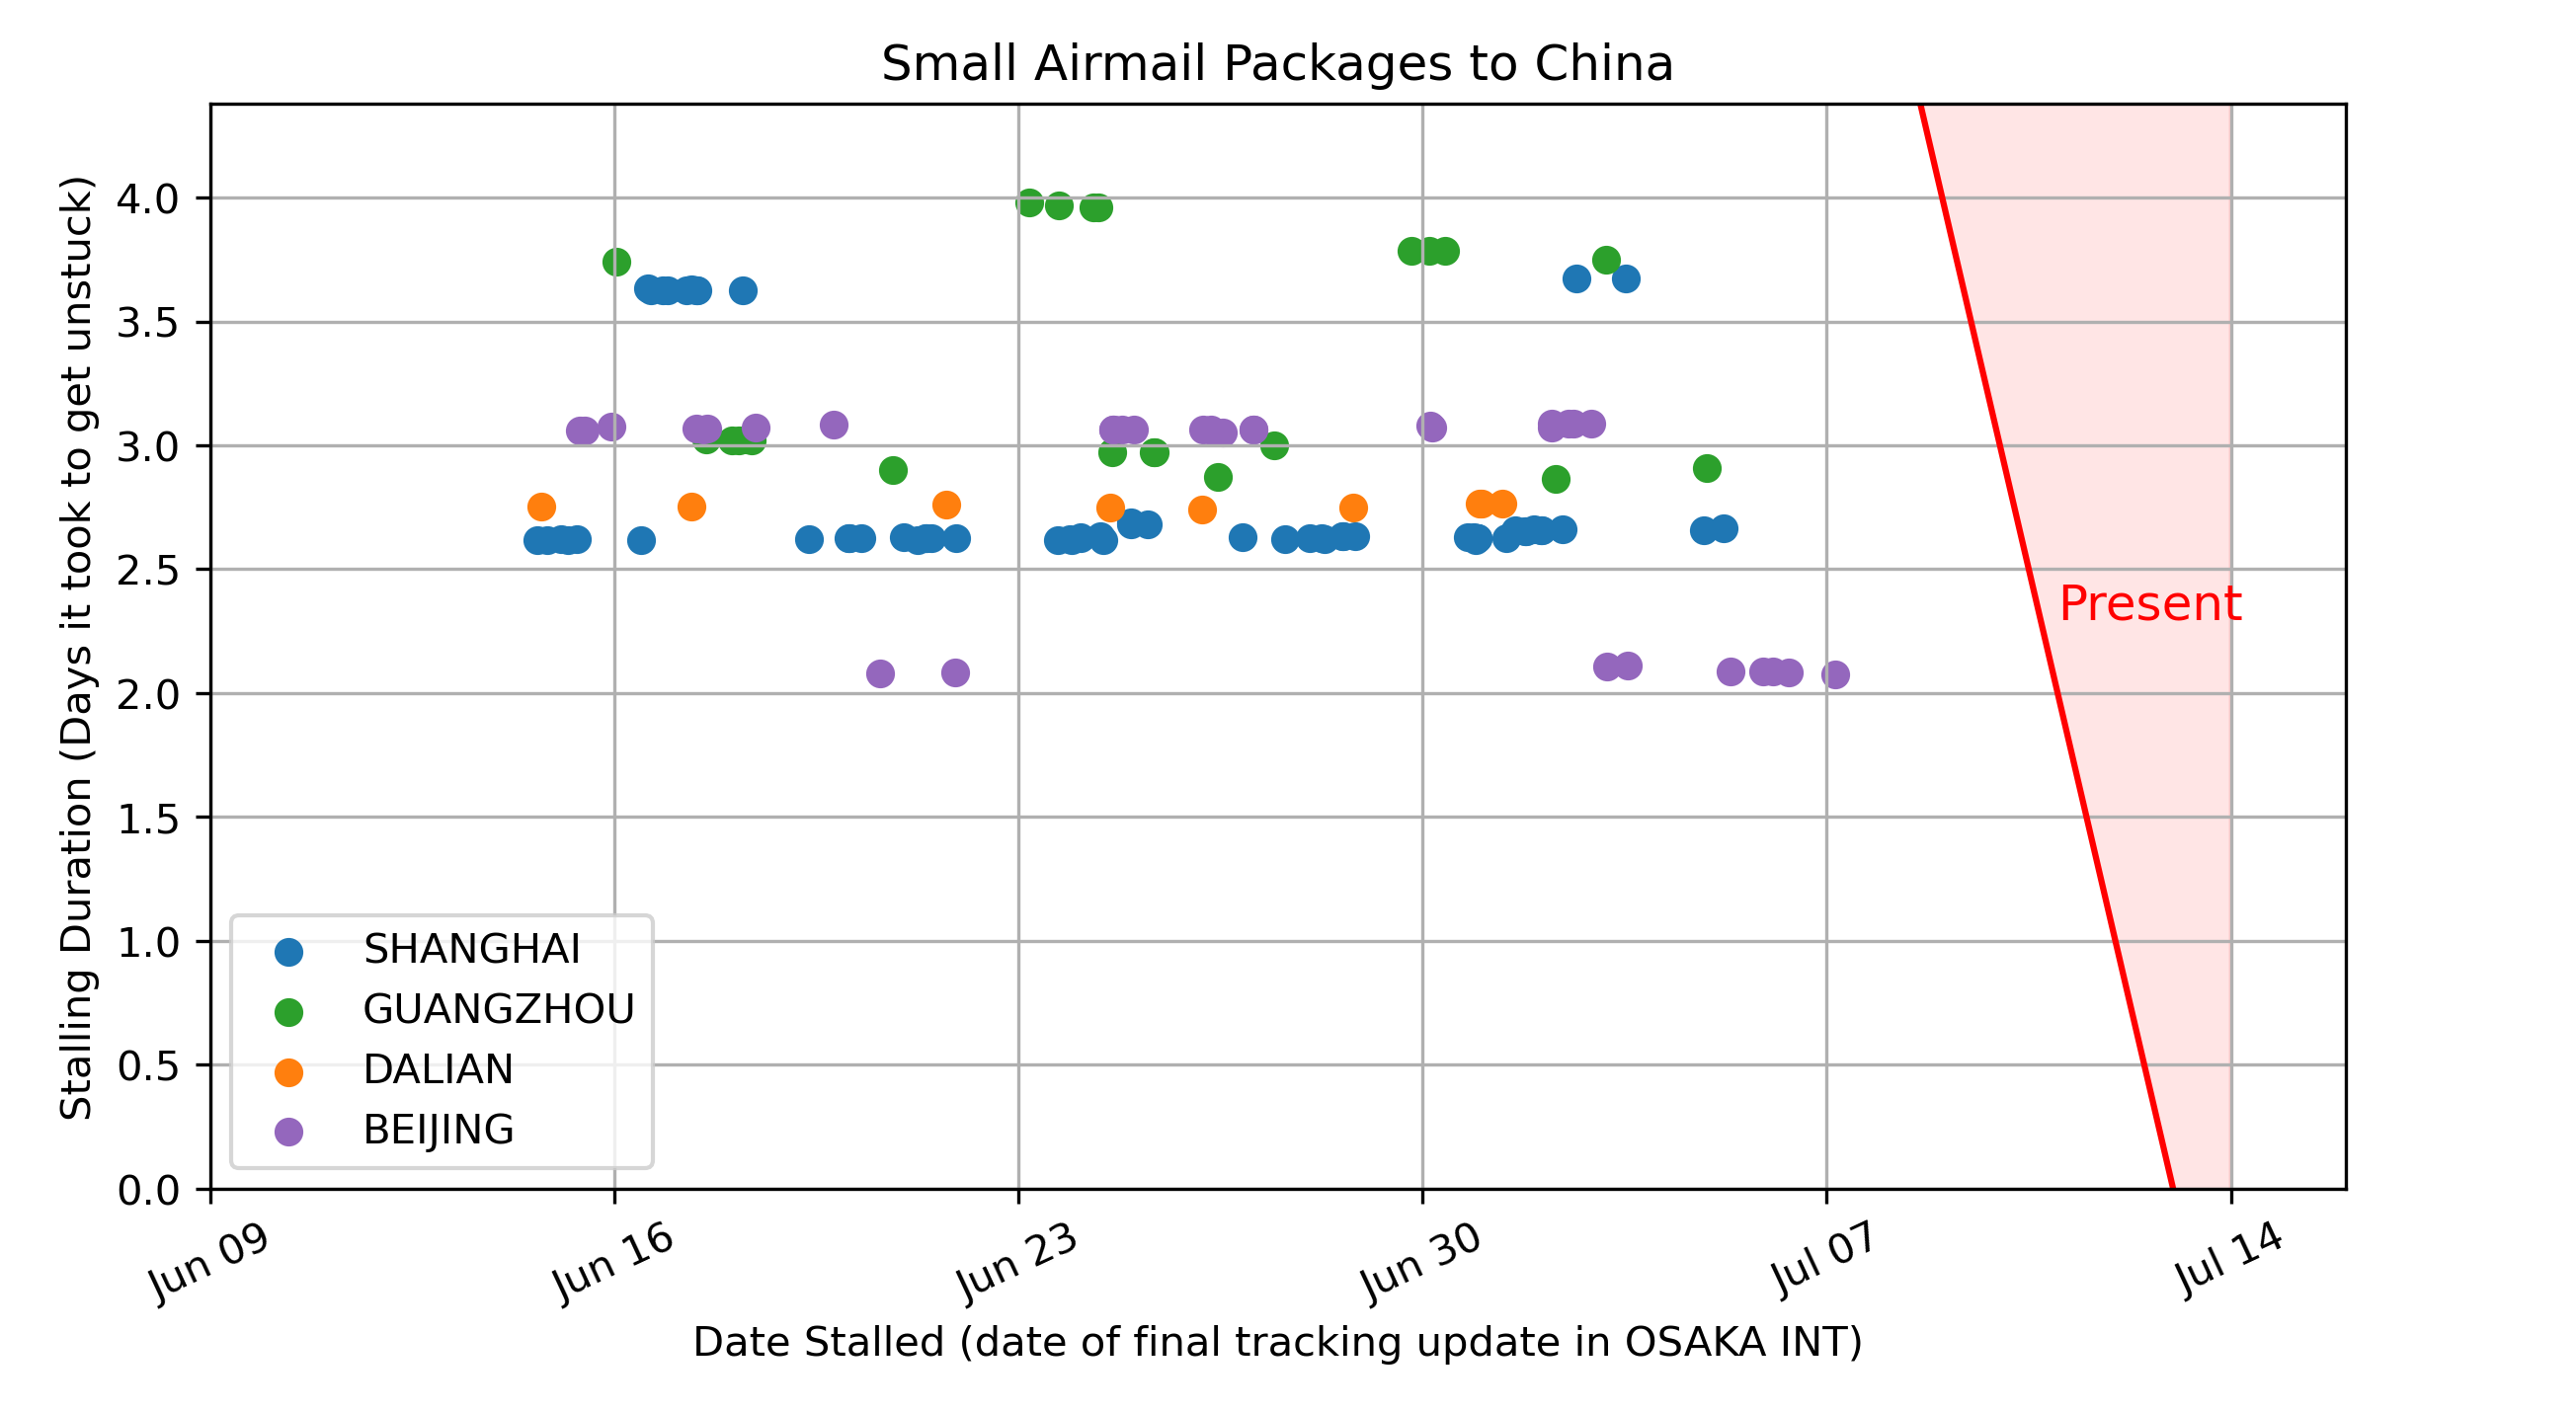 Small Airmail Packages to China
Stalling Duration (Days it took to get unstuck)
4.0
3.5
3.0
2.5
2.0
1.5
1.0
0.5
0.0
Present
SHANGHAI
GUANGZHOU
DALIAN
BEIJING
Jun 09
Jun 16
Jun 23
Jun 30
Jul 07
Jul 14
Date Stalled (date of final tracking update in OSAKA INT)